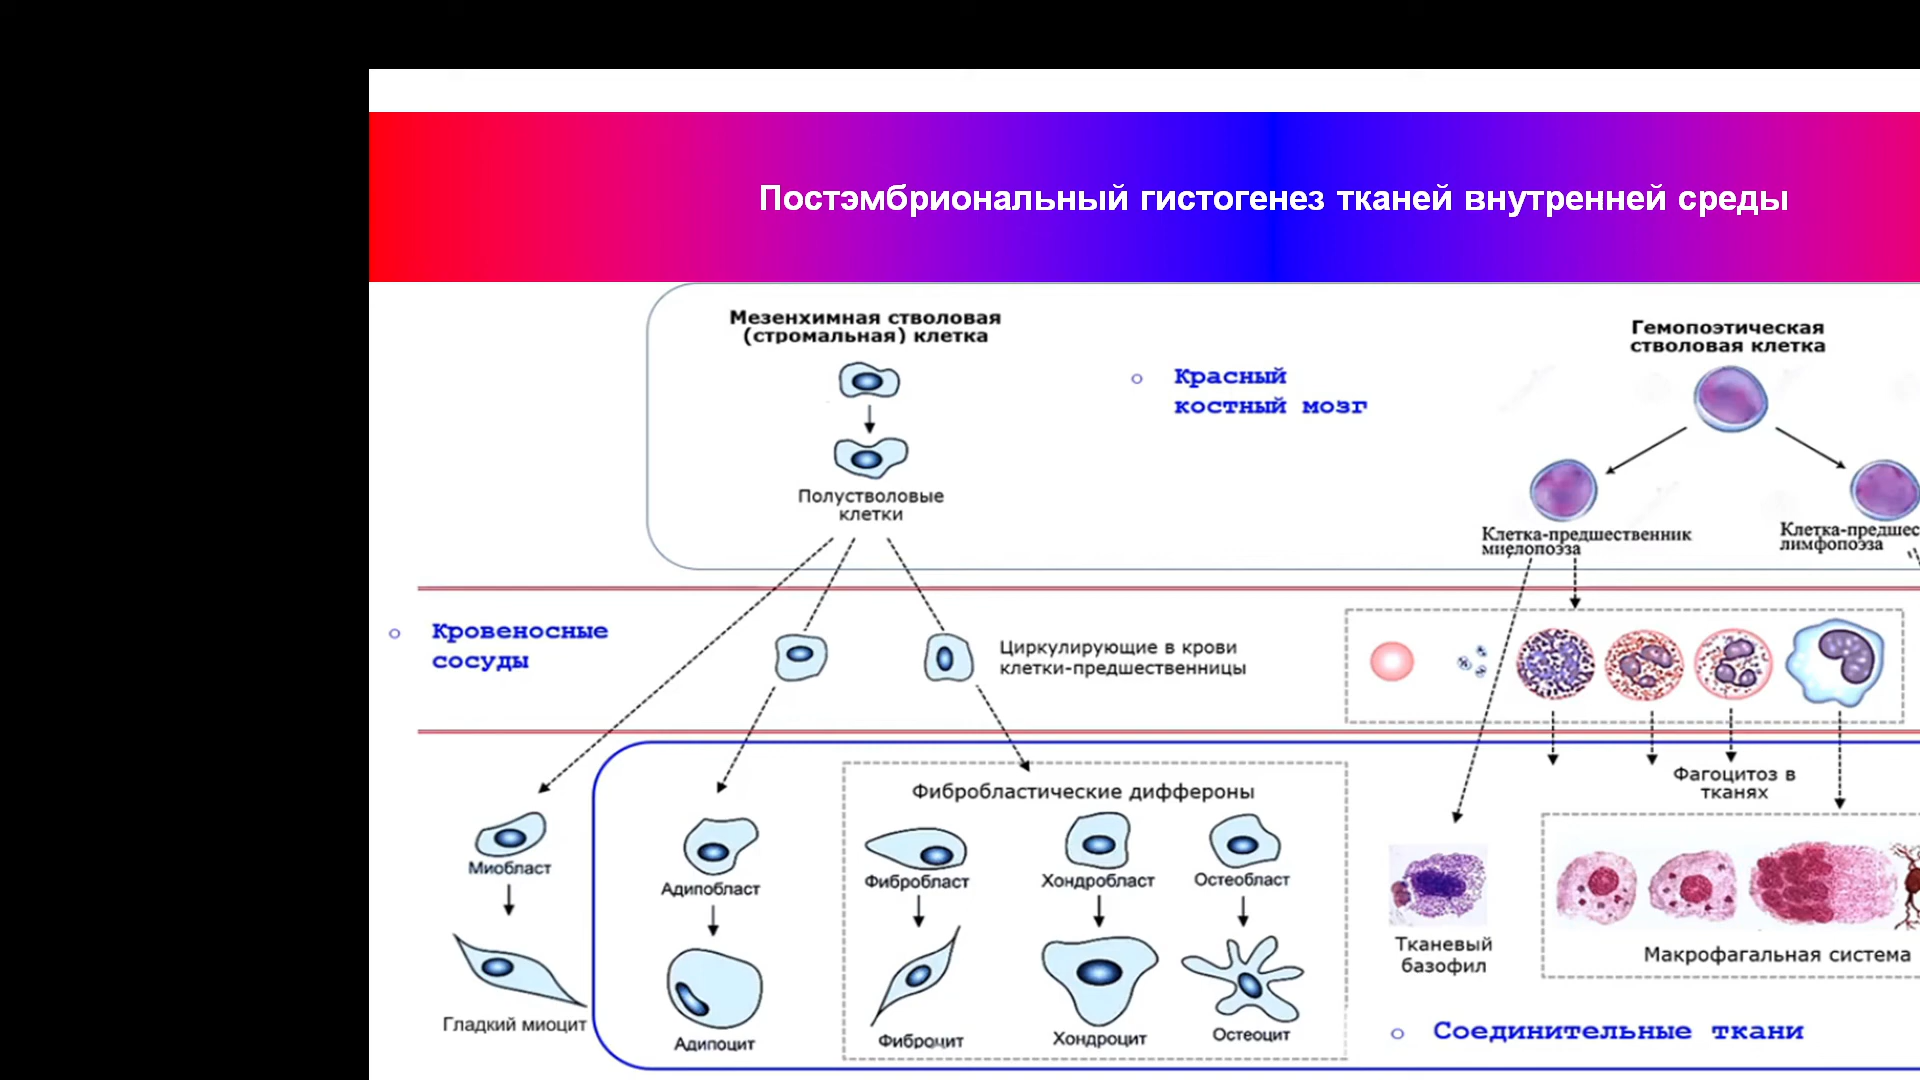 Постэмбриональный гистогенез тканей внутренней среды
Мезенхимная стволовая
(стромальная) клетка
Гемопоэтическая
стволовая клетка
Красный
костный мозг
Полустволовые
клетки
Клетка-предшественник
миелопоэза
Клетка-предшес
лимфопоэза
Кровеносные
сосуды
Циркулирующие в крови
клетки-предшественницы
Фагоцитоз в
тканях
Фибробластические диффероны
Миобласт
Адипобласт
Фибробласт
Хондробласт
Остеобласт
Тканевый
базофил
Макрофагальная система
Гладкий миоцит
Адипоцит
Фиброцит
Хондроцит
Остеоцит
Соединительные ткани